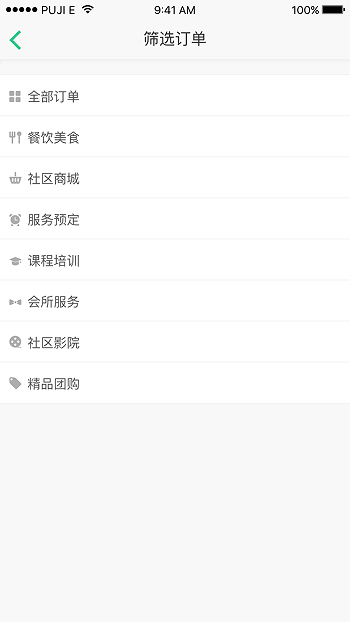 PUJI E 9:41 AM 100%
筛选订单
全部订单
餐饮美食
社区商城
服务预定
课程培训
会所服务
社区影院
精品团购